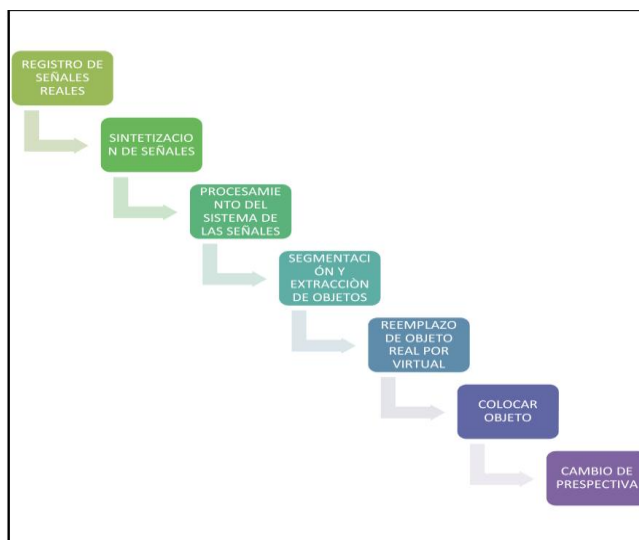 REGISTRO DE
SEÑALES
REALES
SINTETIZACIO
N DE SEÑALES
PROCESAMIE
NTO DEL
SISTEMA DE
LAS SEÑALES
SEGMENTACI
ÓN Y
EXTRACCIÒN
DE OBJETOS
REEMPLAZO
DE OBJETO
REAL POR
VIRTUAL
COLOCAR
OBJETO
CAMBIO DE
PRESPECTIVA